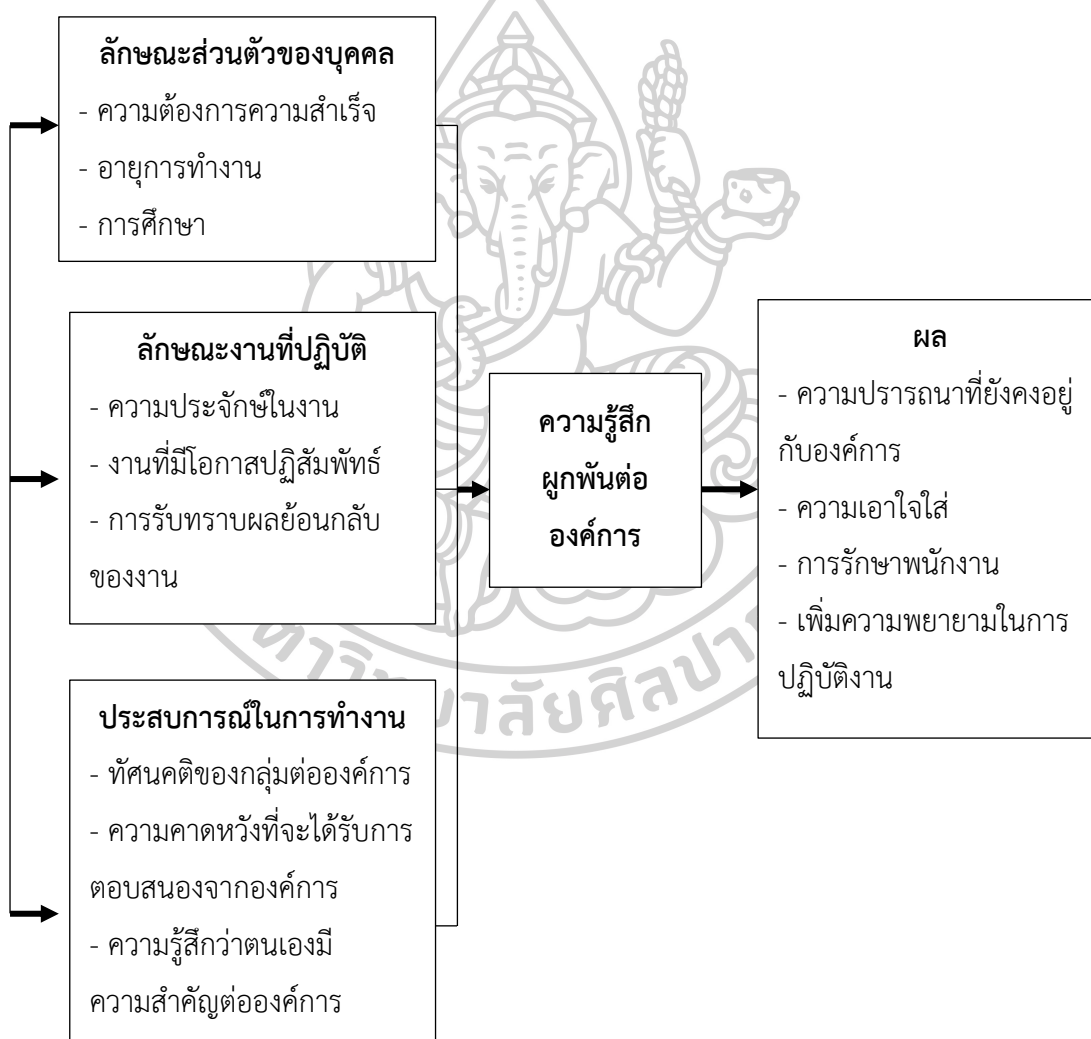 ลักษณะส่วนตัวของบุคคล
- ความต้องการความสำเร็จ
- อายุการทำงาน
- การศึกษา
ลักษณะงานที่ปฏิบัติ
- ความประจักษ์ในงาน
- งานที่มีโอกาสปฏิสัมพัทธ์
- การรับทราบผลย้อนกลับ
ของงาน
ประสบการณ์ในการทำงาน
- ทัศนคติของกลุ่มต่อองค์การ
- ความคาดหวังที่จะได้รับการ
ตอบสนองจากองค์การ
- ความรู้สึกว่าตนเองมี
ความสำคัญต่อองค์การ
ความรู้สึก
ผูกพันต่อ
องค์การ
ผล
- ความปรารถนาที่ยังคงอยู่
กับองค์การ
- ความเอาใจใส่
- การรักษาพนักงาน
- เพิ่มความพยายามในการ
ปฏิบัติงาน